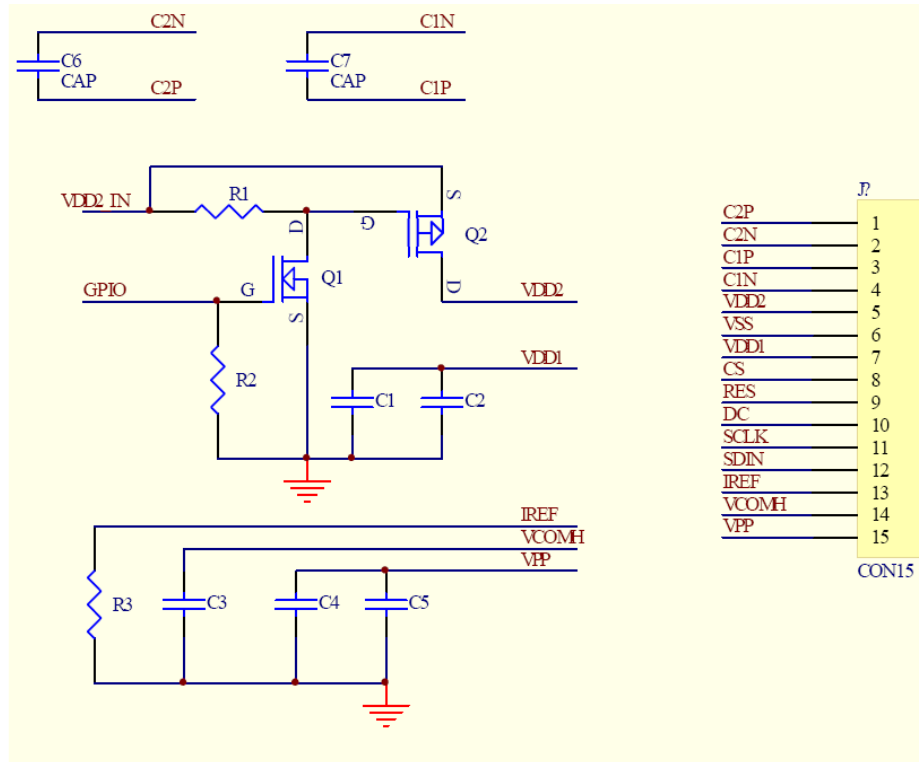 C2N
C6
CAP
C2P
C1N
C7
CAP
C1P
VDD2 IN
R1
S
D
G
Q2
D
VDD2
GPIO
G
Q1
S
R2
VDD1
C1
C2
IREF
VCOMH
VPP
R3
C3
C4
C5
J?
C2P 1
C2N 2
C1P 3
C1N 4
VDD2 5
VSS 6
VDD1 7
CS 8
RES 9
DC 10
SCLK 11
SDIN 12
IREF 13
VCOMH 14
VPP 15
CON15